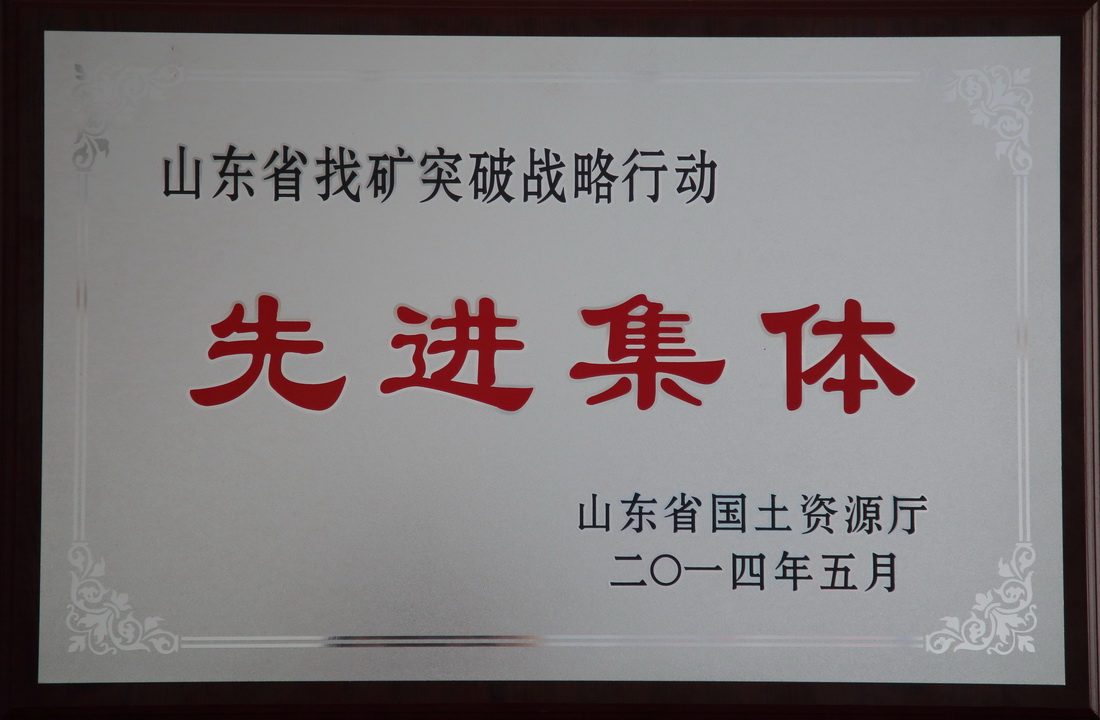 山东省找矿突破战略行动
先进集体
山东省国土资源厅
二〇一四年五月